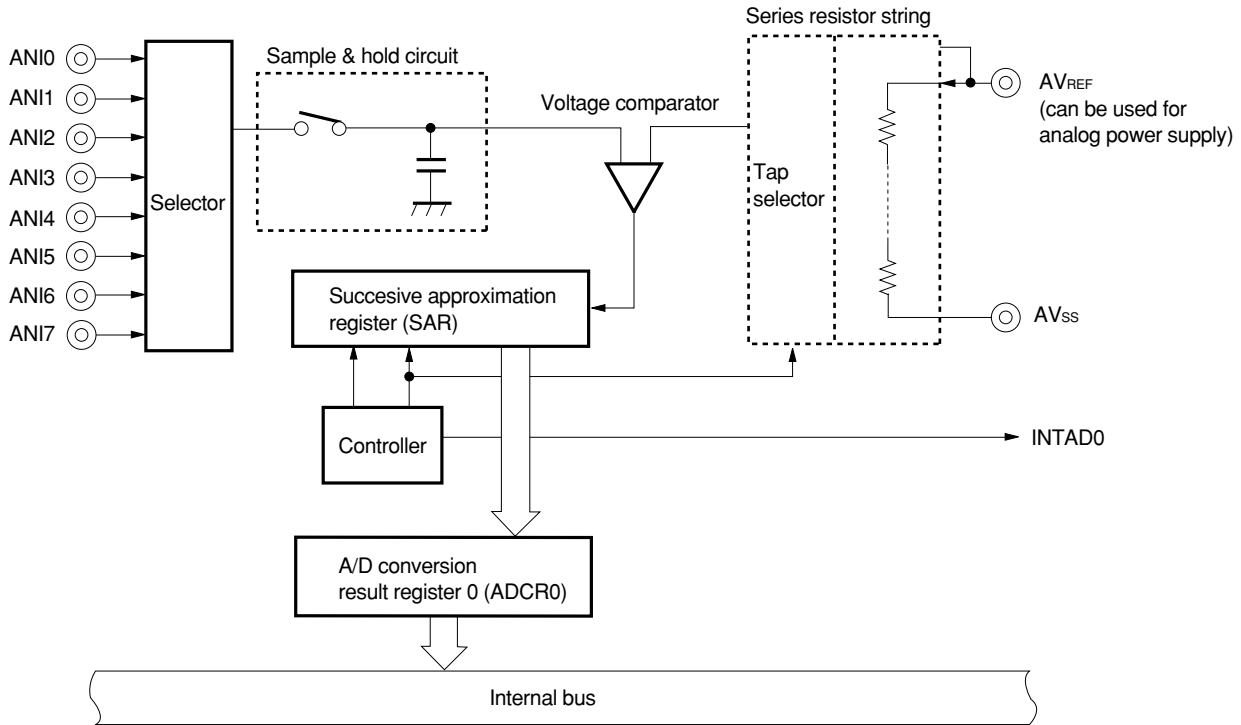 Series resistor string
ANI0
ANI1
ANI2
ANI3
ANI4
ANI5
ANI6
ANI7
Selector
Sample & hold circuit
Voltage comparator
Tap
selector
AVREF
(can be used for
analog power supply)
AVSS
Succesive approximation
register (SAR)
Controller
INTAD0
A/D conversion
result register 0 (ADCR0)
Internal bus